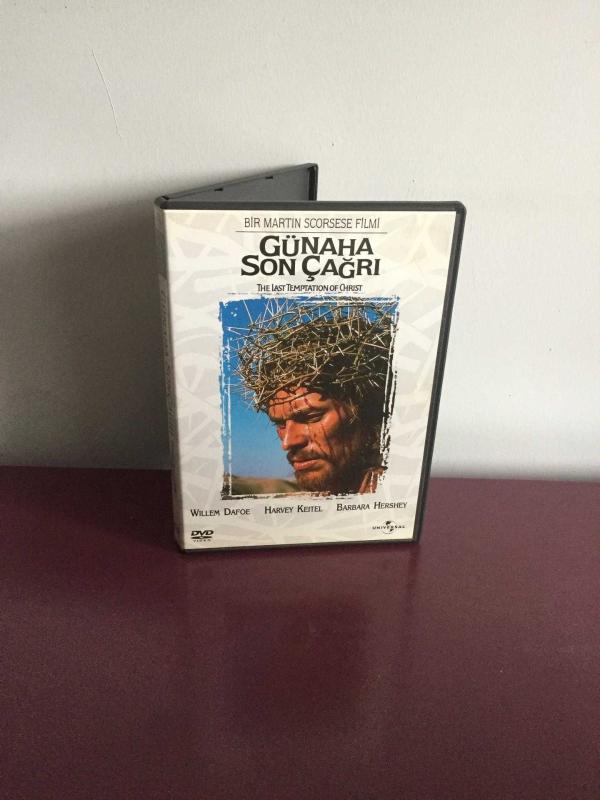 BİR MARTIN SCORSESE FİLMİ
GÜNAHA
SON ÇAĞRI
THE LAST TEMPTATION OF CHRIST
WILLEM DAFOE HARVEY KEITEL BARBARA HERSHEY
DVD
VIDEO
UNIVERSAL